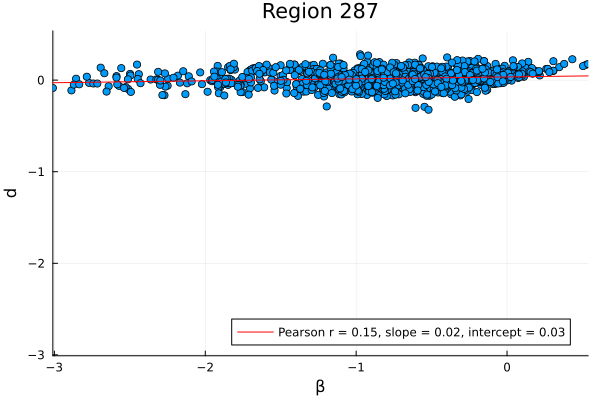 Region 287
0
−1
−2
−3
d
−3
−2
−1
0
β
Pearson r = 0.15, slope = 0.02, intercept = 0.03